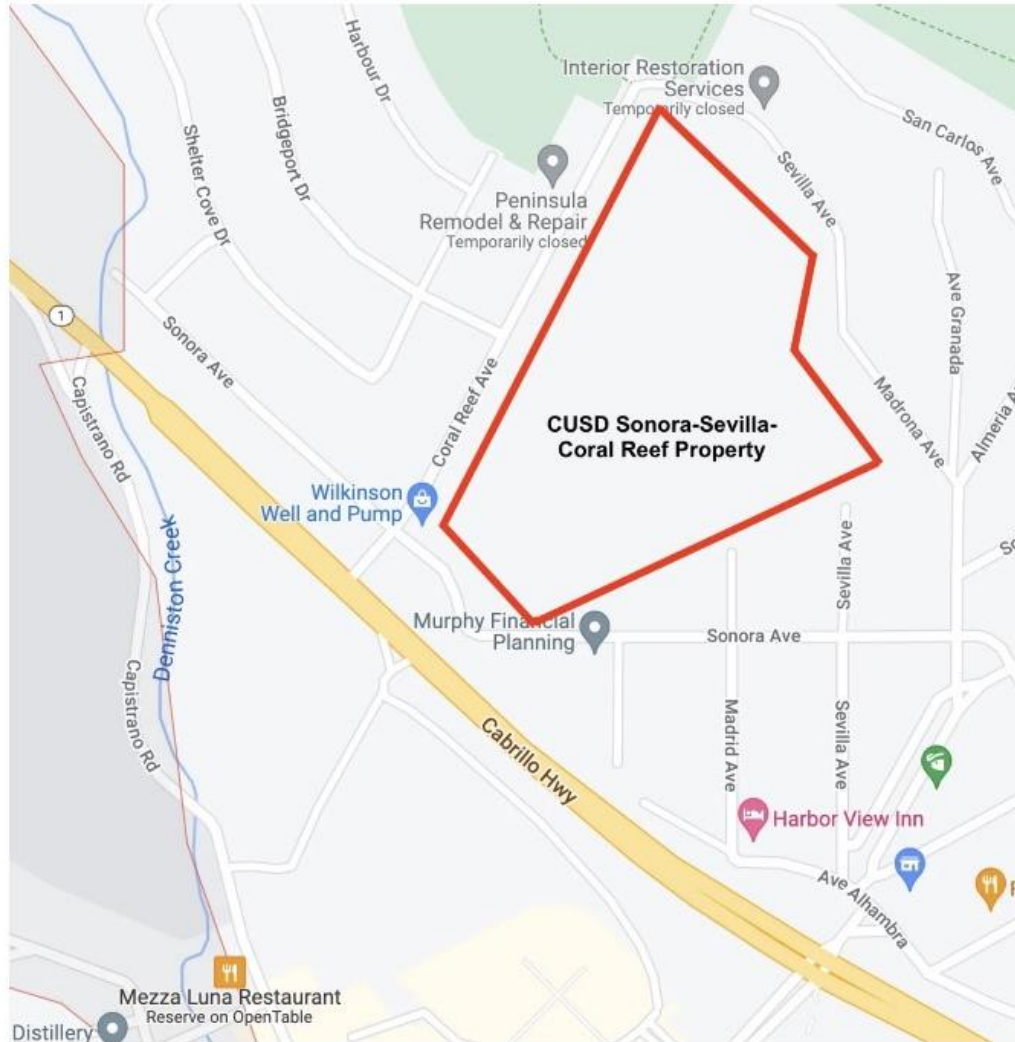 Harbour Dr
Bridgeport Dr
Shelter Cove Dr
Interior Restoration
Services
Temporarily closed
San Carlos Ave
Sevilla Ave
Peninsula
Remodel & Repair
Temporarily closed
Ave Granada
1
Sonora Ave
Capistrano Rd
Coral Reef Ave
Madrona Ave
Almeria
CUSD Sonora-Sevilla-
Coral Reef Property
Wilkinson
Well and Pump
Denniston Creek
Sevilla Ave
Murphy Financial
Planning
Sonora Ave
Capistrano Rd
Cabrillo Hwy
Madrid Ave
Sevilla Ave
Harbor View Inn
Ave Alhambra
Mezza Luna Restaurant
Reserve on OpenTable
Distillery